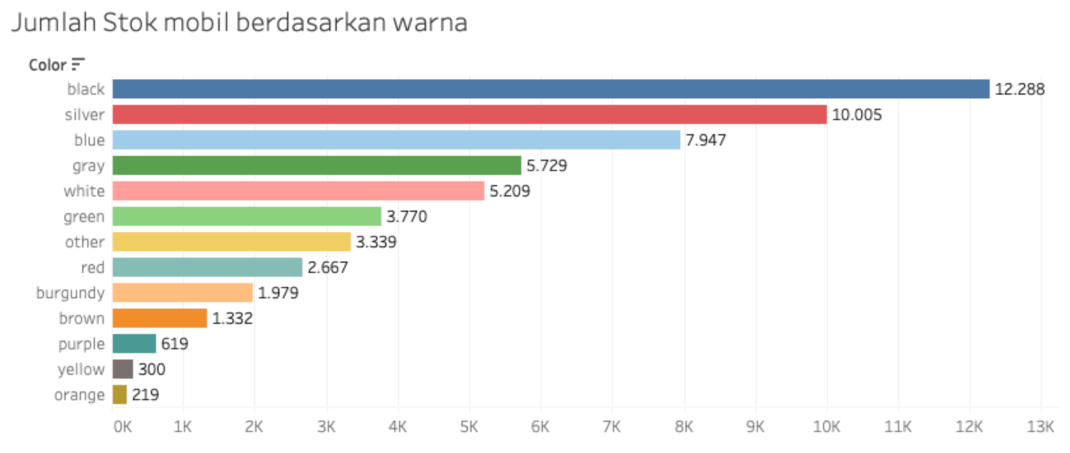 Jumlah Stok mobil berdasarkan warna
Color
black 12.288
silver 10.005
blue 7.947
gray 5.729
white 5.209
green 3.770
other 3.339
red 2.667
burgundy 1.979
brown 1.332
purple 619
yellow 300
orange 219
0K 1K 2K 3K 4K 5K 6K 7K 8K 9K 10K 11K 12K 13K